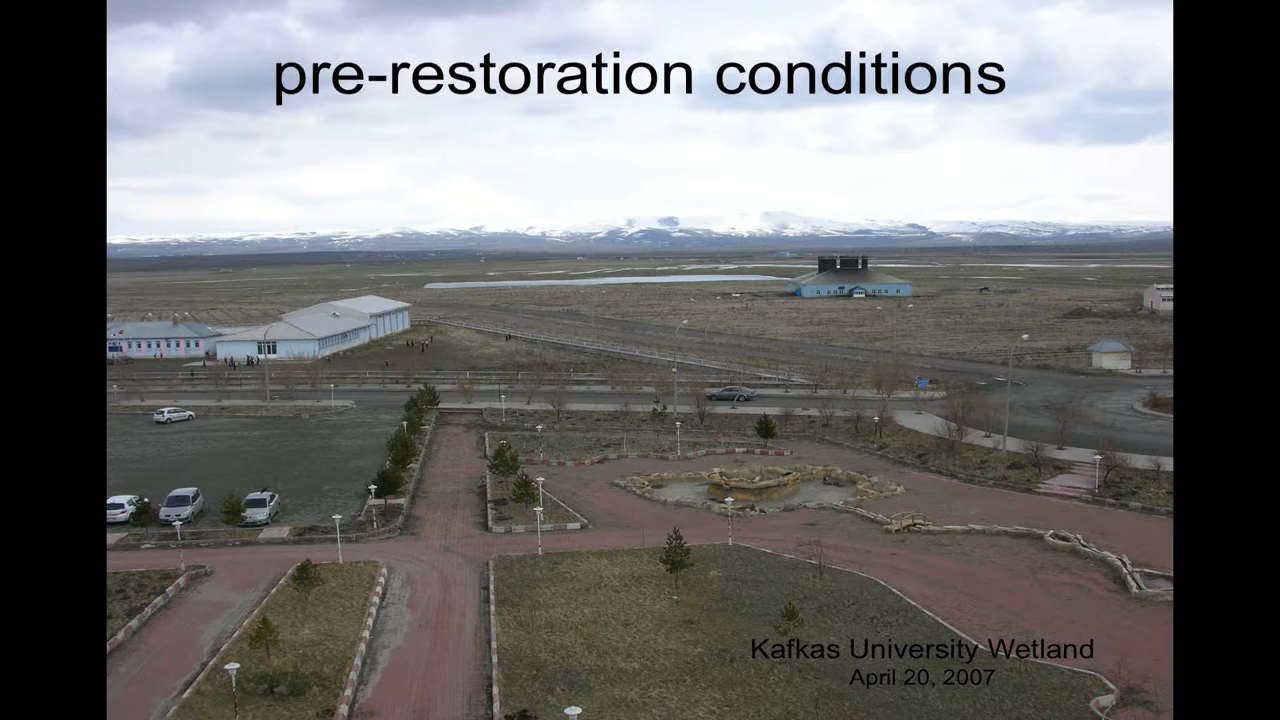 pre-restoration conditions
Kafkas University Wetland
April 20, 2007